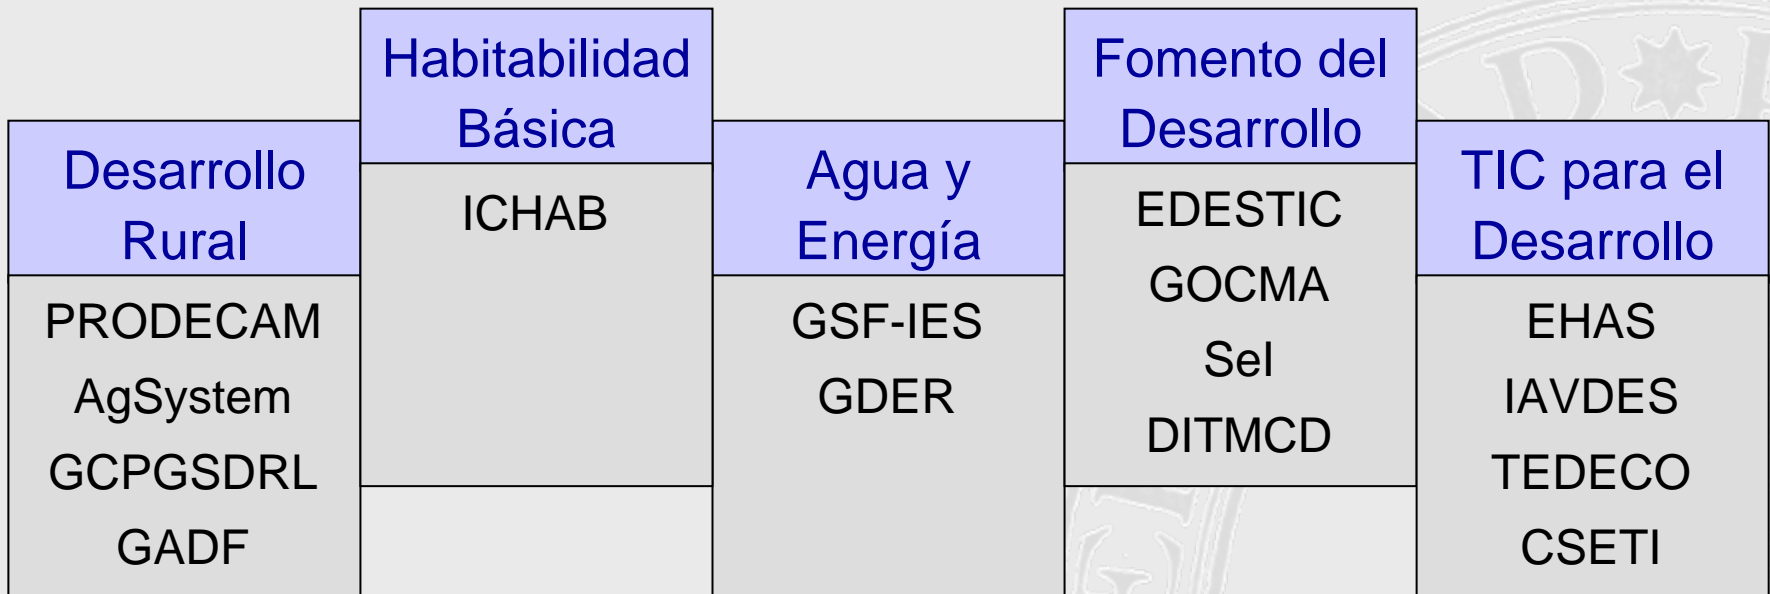 Desarrollo
Rural
PRODECAM
AgSystem
GCPGSDRL
GADF
Habitabilidad
Básica
ICHAB
Agua y
Energía
GSF-IES
GDER
Fomento del
Desarrollo
EDESTIC
GOCMA
SeI
DITMCD
TIC para el
Desarrollo
EHAS
IAVDES
TEDECO
CSETI